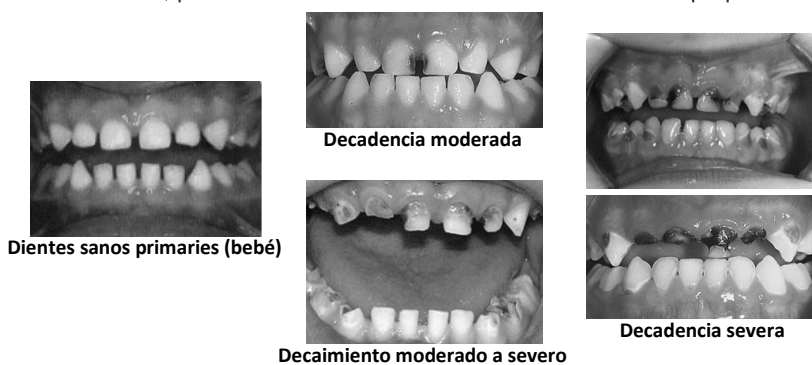 Decadencia moderada
Dientes sanos primaries (bebé)
Decadencia severa
Decaimiento moderado a severo